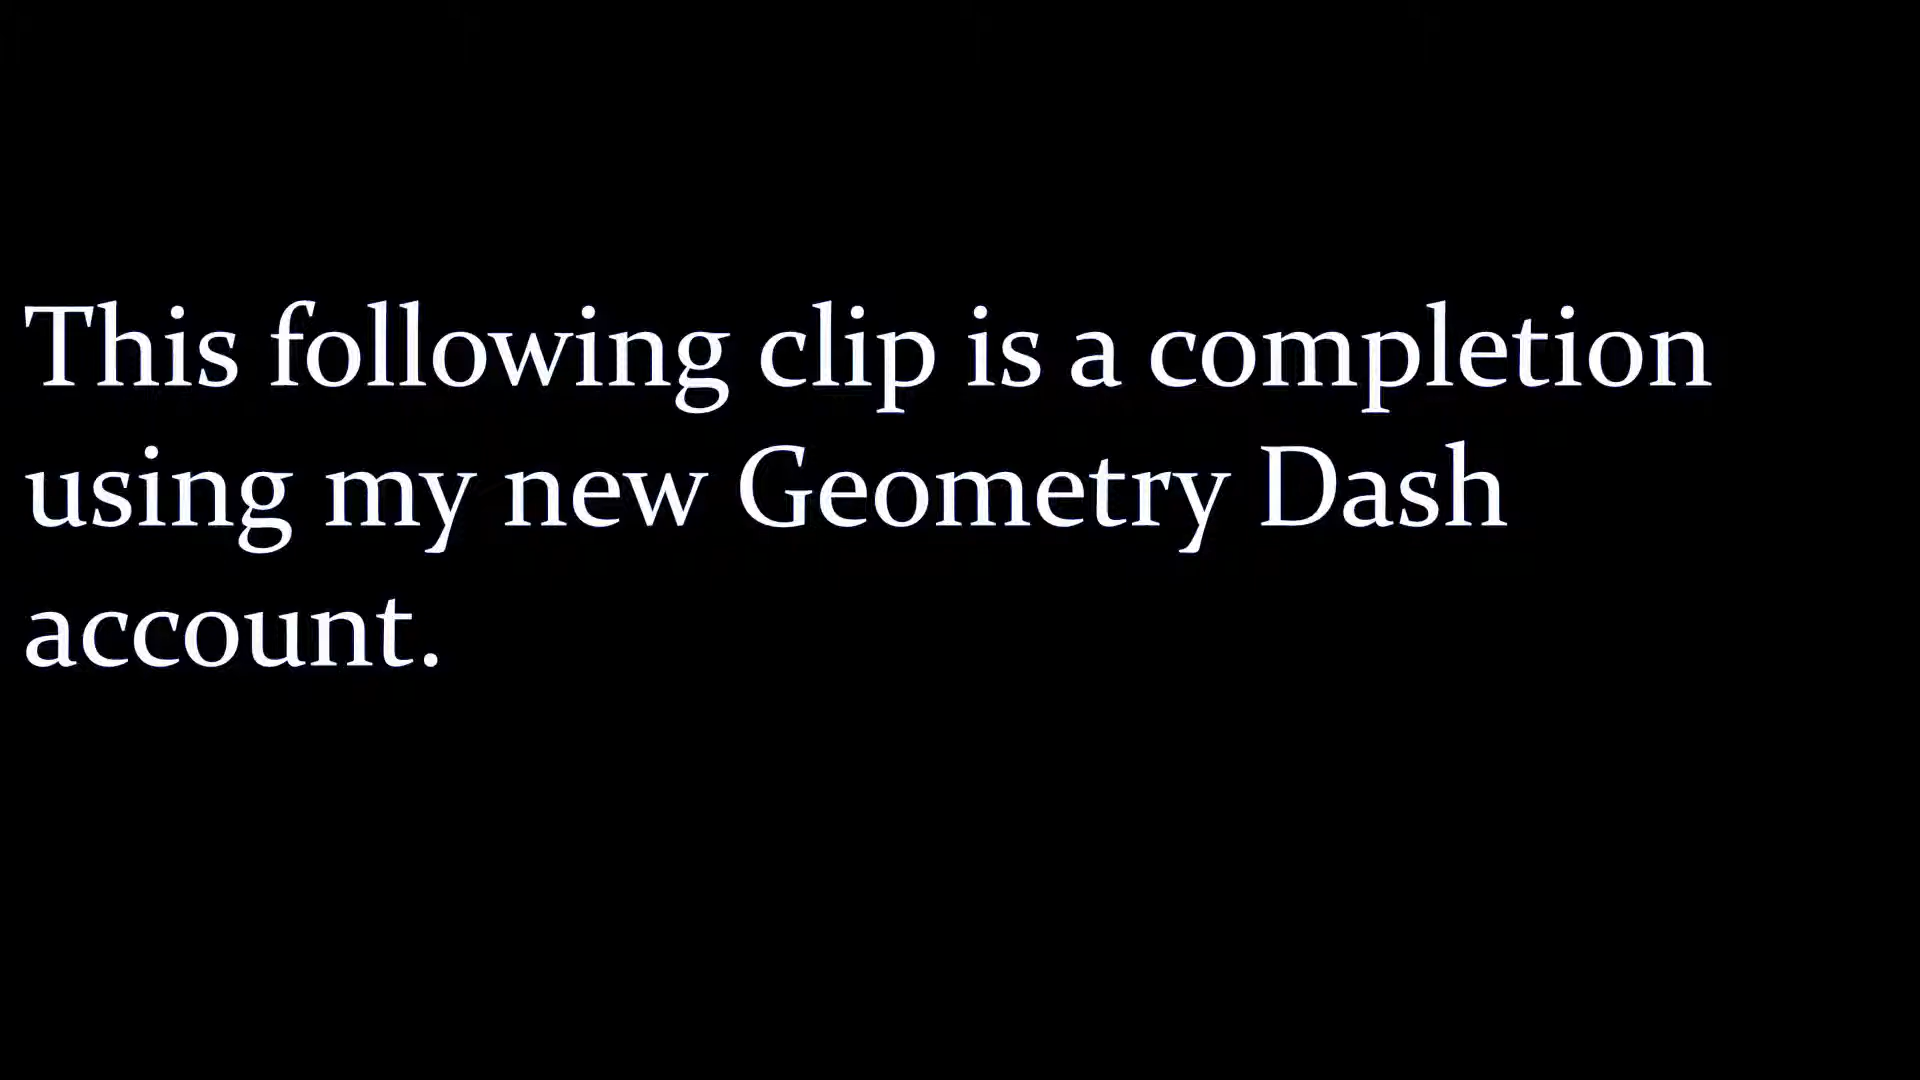 This following clip is a completion
using my new Geometry Dash
account.